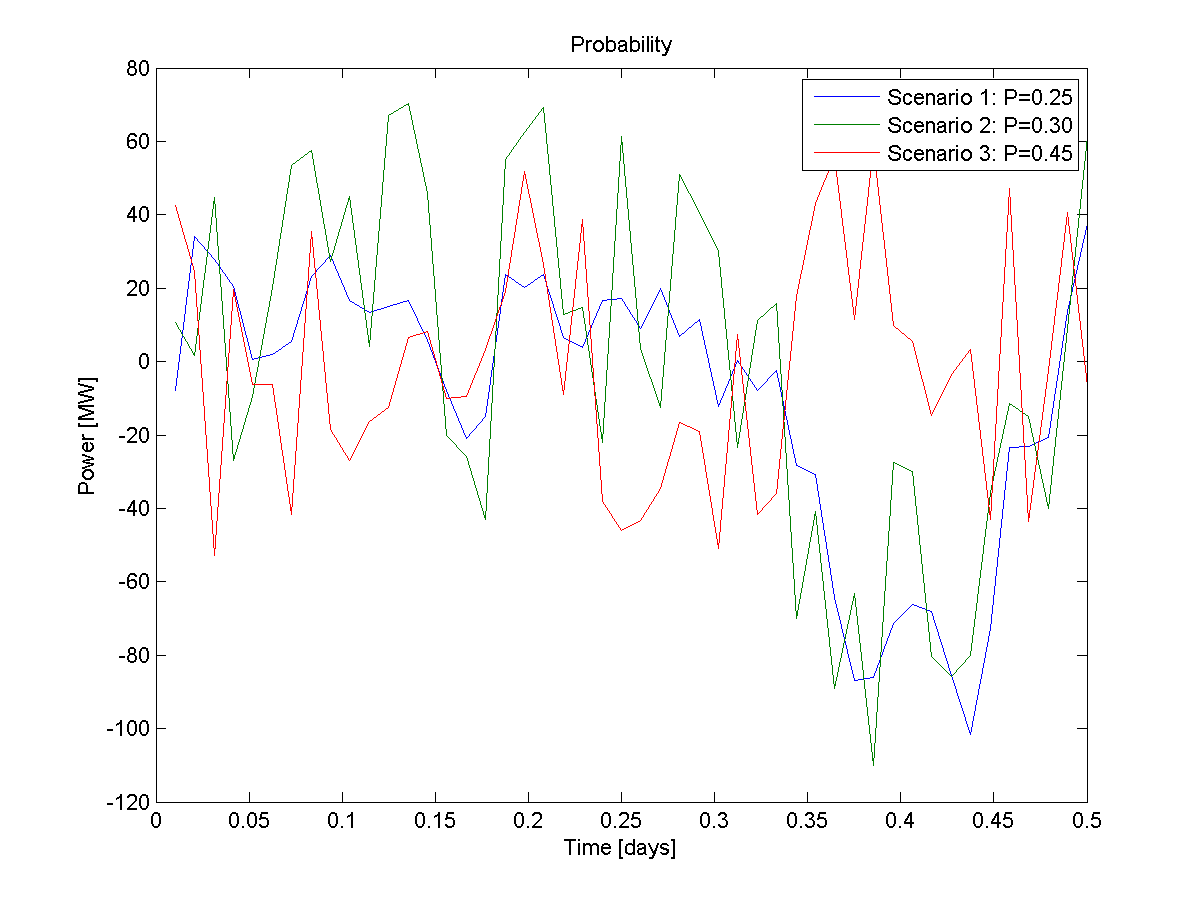 Probability
80
60
40
20
0
-20
-40
-60
-80
-100
-120
Power [MW]
Scenario 1: P=0.25
Scenario 2: P=0.30
Scenario 3: P=0.45
0 0.05 0.1 0.15 0.2 0.25 0.3 0.35 0.4 0.45 0.5
Time [days]